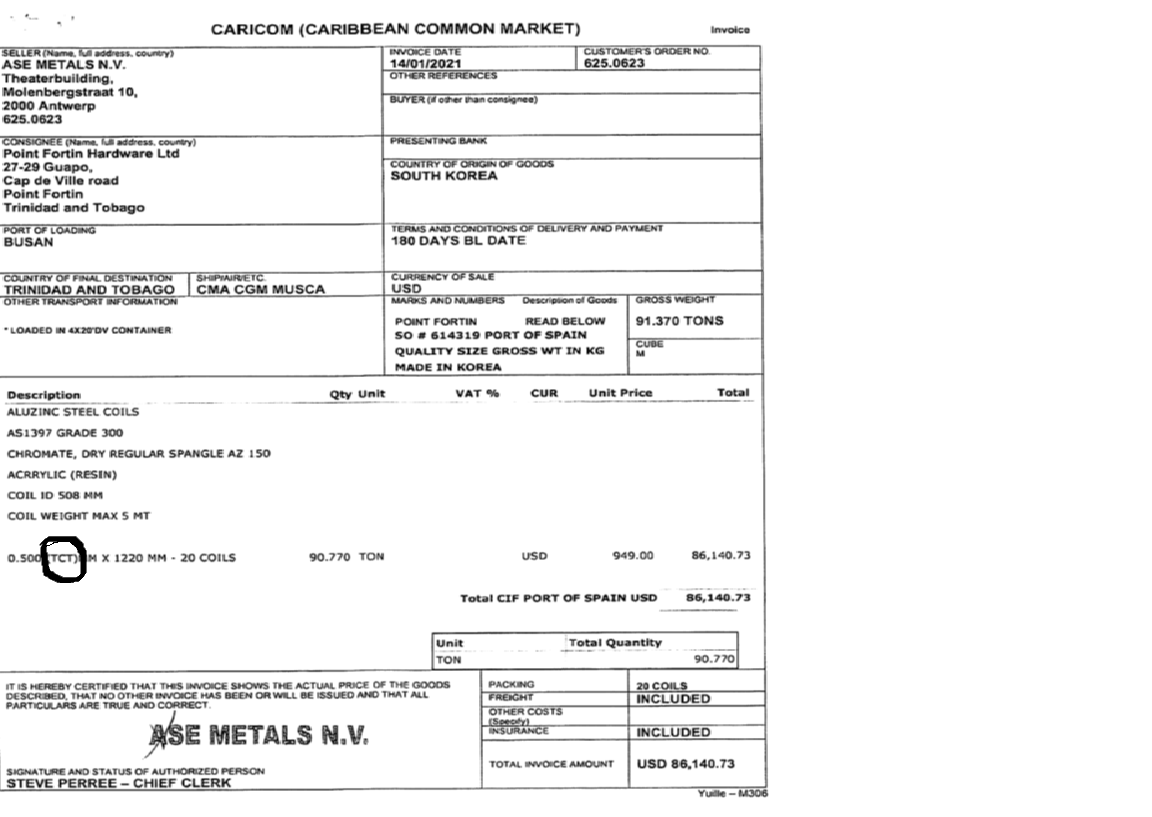 CARICOM (CARIBBEAN COMMON MARKET)
Invoice
SELLER (Name, full address, country)
ASE METALS N.V.
Theaterbuilding,
Molenbergstraat 10,
2000 Antwerp
625.0623
INVOICE DATE
14/01/2021
CUSTOMER'S ORDER NO.
625.0623
OTHER REFERENCES
BUYER (if other than consignee)
CONSIGNEE (Name, full address, country)
Point Fortin Hardware Ltd
27-29 Guapo,
Cap de Ville road
Point Fortin
Trinidad and Tobago
PRESENTING BANK
COUNTRY OF ORIGIN OF GOODS
SOUTH KOREA
PORT OF LOADING
BUSAN
TERMS AND CONDITIONS OF DELIVERY AND PAYMENT
180 DAYS BL DATE
COUNTRY OF FINAL DESTINATION
TRINIDAD AND TOBAGO
SHIP/AIR/ETC.
CMA CGM MUSCA
CURRENCY OF SALE
USD
OTHER TRANSPORT INFORMATION
* LOADED IN 4X20'DV CONTAINER
MARKS AND NUMBERS Description of Goods
POINT FORTIN READ BELOW
SO # 614319 PORT OF SPAIN
QUALITY SIZE GROSS WT IN KG
MADE IN KOREA
GROSS WEIGHT
91.370 TONS
CUBE
M
Description Qty Unit VAT % CUR Unit Price Total
ALUZINC STEEL COILS
AS1397 GRADE 300
CHROMATE, DRY REGULAR SPANGLE AZ 150
ACRRYLIC (RESIN)
COIL ID 508 MM
COIL WEIGHT MAX 5 MT
0.500 (TCT) M X 1220 MM - 20 COILS 90.770 TON USD 949.00 86,140.73
Total CIF PORT OF SPAIN USD 86,140.73
Unit Total Quantity
TON 90.770
IT IS HEREBY CERTIFIED THAT THIS INVOICE SHOWS THE ACTUAL PRICE OF THE GOODS
DESCRIBED, THAT NO OTHER INVOICE HAS BEEN OR WILL BE ISSUED AND THAT ALL
PARTICULARS ARE TRUE AND CORRECT.
ASE METALS N.V.
SIGNATURE AND STATUS OF AUTHORIZED PERSON
STEVE PERREE – CHIEF CLERK
PACKING 20 COILS
FREIGHT INCLUDED
OTHER COSTS
(Specify)
INSURANCE INCLUDED
TOTAL INVOICE AMOUNT USD 86,140.73
Yuille – M306